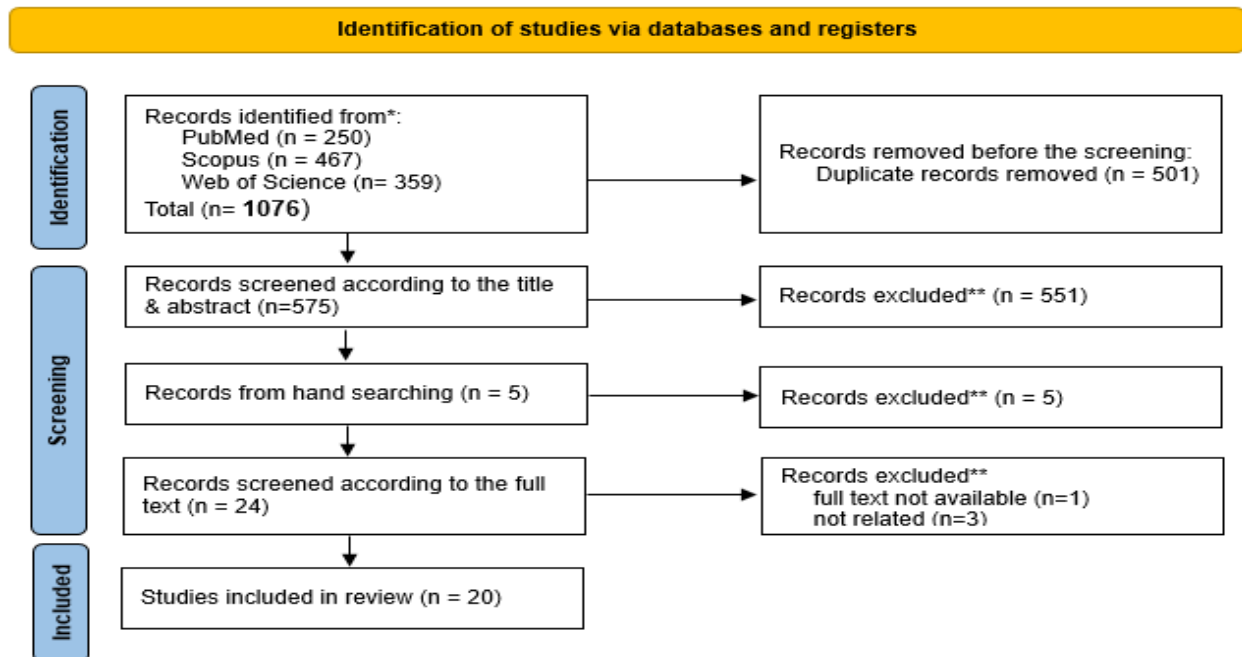 Identification of studies via databases and registers
Identification
Records identified from*:
PubMed (n = 250)
Scopus (n = 467)
Web of Science (n= 359)
Total (n= 1076)
Records removed before the screening:
Duplicate records removed (n = 501)
Screening
Records screened according to the title
& abstract (n=575)
Records excluded** (n = 551)
Records from hand searching (n = 5)
Records excluded** (n = 5)
Records screened according to the full
text (n = 24)
Records excluded**
full text not available (n=1)
not related (n=3)
Included
Studies included in review (n = 20)